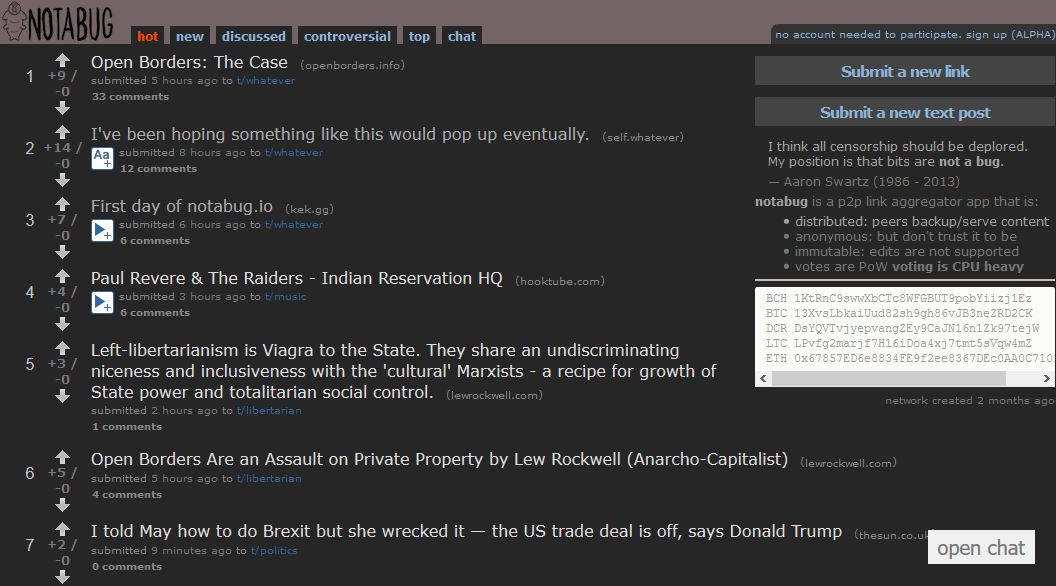 NOTABUG
hot new discussed controversial top chat
no account needed to participate. sign up (ALPHA)
1
+9 /
-0
Open Borders: The Case (openborders.info)
submitted 5 hours ago to t/whatever
33 comments
2
+14 /
-0
I've been hoping something like this would pop up eventually. (self.whatever)
Aa+
submitted 8 hours ago to t/whatever
12 comments
3
+7 /
-0
First day of notabug.io (kek.gg)
submitted 6 hours ago to t/whatever
6 comments
4
+4 /
-0
Paul Revere & The Raiders - Indian Reservation HQ (hooktube.com)
submitted 3 hours ago to t/music
6 comments
5
+3 /
-0
Left-libertarianism is Viagra to the State. They share an undiscriminating
niceness and inclusiveness with the 'cultural' Marxists - a recipe for growth of
State power and totalitarian social control. (lewrockwell.com)
submitted 2 hours ago to t/libertarian
1 comments
6
+5 /
-0
Open Borders Are an Assault on Private Property by Lew Rockwell (Anarcho-Capitalist) (lewrockwell.com)
submitted 5 hours ago to t/libertarian
4 comments
7
+2 /
-0
I told May how to do Brexit but she wrecked it — the US trade deal is off, says Donald Trump (thesun.co.uk
submitted 9 minutes ago to t/politics
0 comments
Submit a new link
Submit a new text post
I think all censorship should be deplored.
My position is that bits are not a bug.
— Aaron Swartz (1986 - 2013)
notabug is a p2p link aggregator app that is:
• distributed: peers backup/serve content
• anonymous: but don't trust it to be
• immutable: edits are not supported
• votes are PoW voting is CPU heavy
BCH 1KtRnC9swwXbCTc8WFGBUT9pobYiizj1Ez
BTC 13XvsLbkaiUud82sh9gh86vJB3neZRD2CK
DCR DsYQVTvjyepvangZEy9CaJN16n1Zk97tejW
LTC LPvfg2marjf7H16iDoa4xj7tmt5sVqw4mZ
ETH 0x67857ED6e8834FE9f2ee8367DEc0AA0C710
network created 2 months ago
open chat